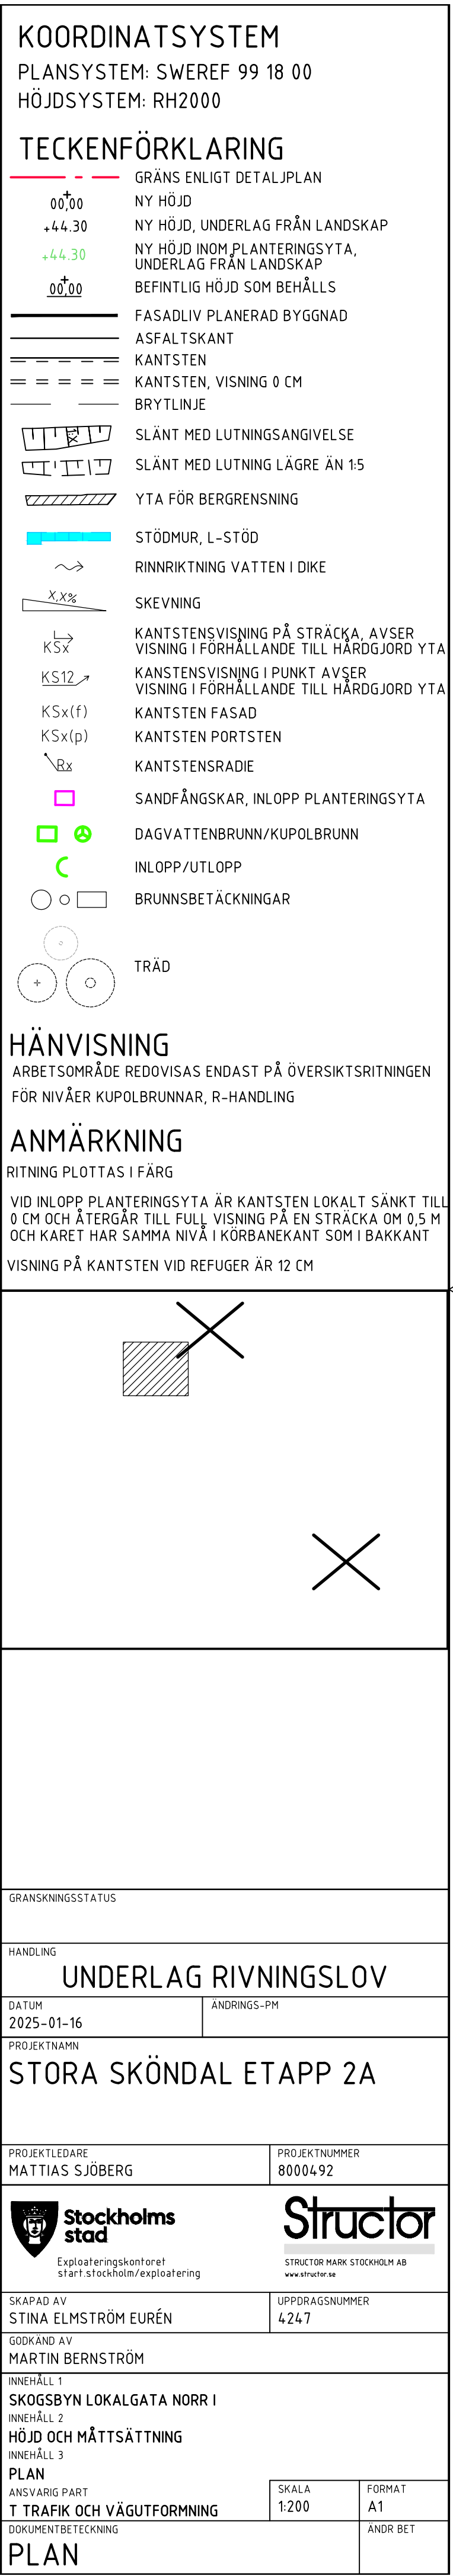 KOORDINATSYSTEM
PLANSYSTEM: SWEREF 99 18 00
HÖJDSYSTEM: RH2000
TECKENFÖRKLARING
GRÄNS ENLIGT DETALJPLAN
00,00 NY HÖJD
+44.30 NY HÖJD, UNDERLAG FRÅN LANDSKAP
+44.30 NY HÖJD INOM PLANTERINGSYTA,
UNDERLAG FRÅN LANDSKAP
00,00 BEFINTLIG HÖJD SOM BEHÅLLS
FASADLIV PLANERAD BYGGNAD
ASFALTSKANT
KANTSTEN
KANTSTEN, VISNING 0 CM
BRYTLINJE
SLÄNT MED LUTNINGSANGIVELSE
SLÄNT MED LUTNING LÄGRE ÄN 1:5
YTA FÖR BERGRENSNING
STÖDMUR, L-STÖD
RINNRIKTNING VATTEN I DIKE
X,X% SKEVNING
KSx KANTSTENSVISNING PÅ STRÄCKA, AVSER
VISNING I FÖRHÅLLANDE TILL HÅRDGJORD YTA
KS12 KANSTENSVISNING I PUNKT AVSER
VISNING I FÖRHÅLLANDE TILL HÅRDGJORD YTA
KSx(f) KANTSTEN FASAD
KSx(p) KANTSTEN PORTSTEN
Rx KANTSTENSRADIE
SANDFÅNGSKAR, INLOPP PLANTERINGSYTA
DAGVATTENBRUNN/KUPOLBRUNN
INLOPP/UTLOPP
BRUNNSBETÄCKNINGAR
TRÄD
HÄNVISNING
ARBETSOMRÅDE REDOVISAS ENDAST PÅ ÖVERSIKTSRITNINGEN
FÖR NIVÅER KUPOLBRUNNAR, R-HANDLING
ANMÄRKNING
RITNING PLOTTAS I FÄRG
VID INLOPP PLANTERINGSYTA ÄR KANTSTEN LOKALT SÄNKT TILL
0 CM OCH ÅTERGÅR TILL FULL VISNING PÅ EN STRÄCKA OM 0,5 M
OCH KARET HAR SAMMA NIVÅ I KÖRBANEKANT SOM I BAKKANT
VISNING PÅ KANTSTEN VID REFUGER ÄR 12 CM
GRANSKNINGSSTATUS
HANDLING
UNDERLAG RIVNINGSLOV
DATUM ÄNDRINGS-PM
2025-01-16
PROJEKTNAMN
STORA SKÖNDAL ETAPP 2A
PROJEKTLEDARE PROJEKTNUMMER
MATTIAS SJÖBERG 8000492
Stockholms
stad
Exploateringskontoret
start.stockholm/exploatering
Structor
STRUCTOR MARK STOCKHOLM AB
www.structor.se
SKAPAD AV UPPDRAGSNUMMER
STINA ELMSTRÖM EURÉN 4247
GODKÄND AV
MARTIN BERNSTRÖM
INNEHÅLL 1
SKOGSBYN LOKALGATA NORR I
INNEHÅLL 2
HÖJD OCH MÅTTSÄTTNING
INNEHÅLL 3
PLAN
ANSVARIG PART SKALA FORMAT
T TRAFIK OCH VÄGUTFORMNING 1:200 A1
DOKUMENTBETECKNING ÄNDR BET
PLAN